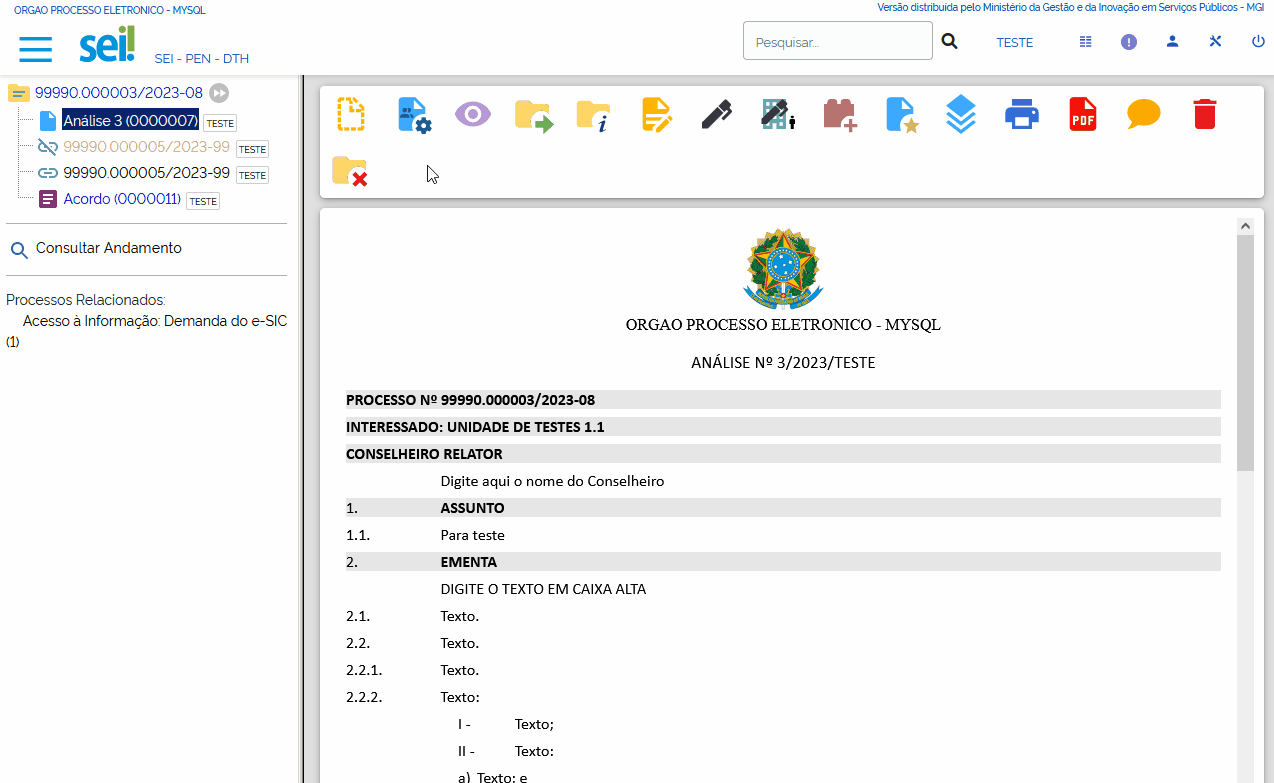 ORGAO PROCESSO ELETRONICO - MYSQL
Versão distribuída pelo Ministério da Gestão e da Inovação em Serviços Públicos - MGI
sei!
SEI - PEN - DTH
Pesquisar...
TESTE
99990.000003/2023-08
Análise 3 (0000007) TESTE
99990.000005/2023-99 TESTE
99990.000005/2023-99 TESTE
Acordo (0000011) TESTE
Consultar Andamento
Processos Relacionados:
Acesso à Informação: Demanda do e-SIC
(1)
PDF
ORGAO PROCESSO ELETRONICO - MYSQL
ANÁLISE Nº 3/2023/TESTE
PROCESSO Nº 99990.000003/2023-08
INTERESSADO: UNIDADE DE TESTES 1.1
CONSELHEIRO RELATOR
Digite aqui o nome do Conselheiro
1. ASSUNTO
1.1. Para teste
2. EMENTA
DIGITE O TEXTO EM CAIXA ALTA
2.1. Texto.
2.2. Texto.
2.2.1. Texto.
2.2.2. Texto:
I - Texto;
II - Texto:
a) Texto; e